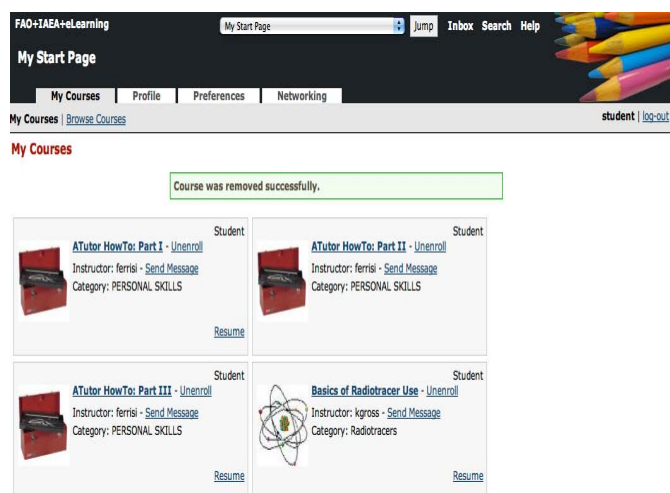 FAO+IAEA+eLearning
My Start Page Jump Inbox Search Help
My Start Page
My Courses Profile Preferences Networking
My Courses | Browse Courses student | log-out
My Courses
Course was removed successfully.
Student
ATutor HowTo: Part I - Unenroll
Instructor: ferrisi - Send Message
Category: PERSONAL SKILLS
Resume
Student
ATutor HowTo: Part II - Unenroll
Instructor: ferrisi - Send Message
Category: PERSONAL SKILLS
Student
ATutor HowTo: Part III - Unenroll
Instructor: ferrisi - Send Message
Category: PERSONAL SKILLS
Resume
Student
Basics of Radiotracer Use - Unenroll
Instructor: kgross - Send Message
Category: Radiotracers
Resume